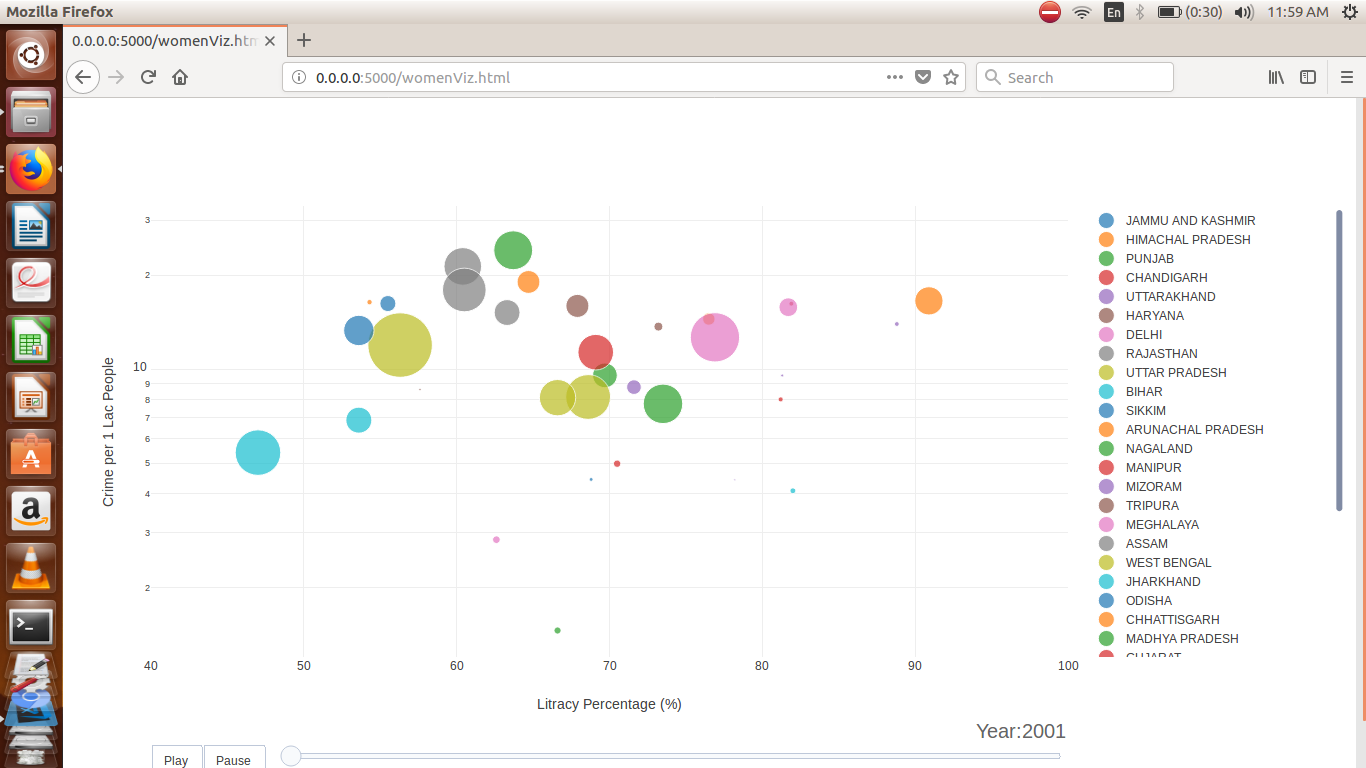 Mozilla Firefox
En
(0:30)
11:59 AM
0.0.0.0:5000/womenViz.htm
0.0.0.0:5000/womenViz.html
Search
3
2
10
9
8
7
6
5
4
3
2
Crime per 1 Lac People
40 50 60 70 80 90 100
Litracy Percentage (%)
JAMMU AND KASHMIR
HIMACHAL PRADESH
PUNJAB
CHANDIGARH
UTTARAKHAND
HARYANA
DELHI
RAJASTHAN
UTTAR PRADESH
BIHAR
SIKKIM
ARUNACHAL PRADESH
NAGALAND
MANIPUR
MIZORAM
TRIPURA
MEGHALAYA
ASSAM
WEST BENGAL
JHARKHAND
ODISHA
CHHATTISGARH
MADHYA PRADESH
GUJARAT
Year:2001
Play
Pause